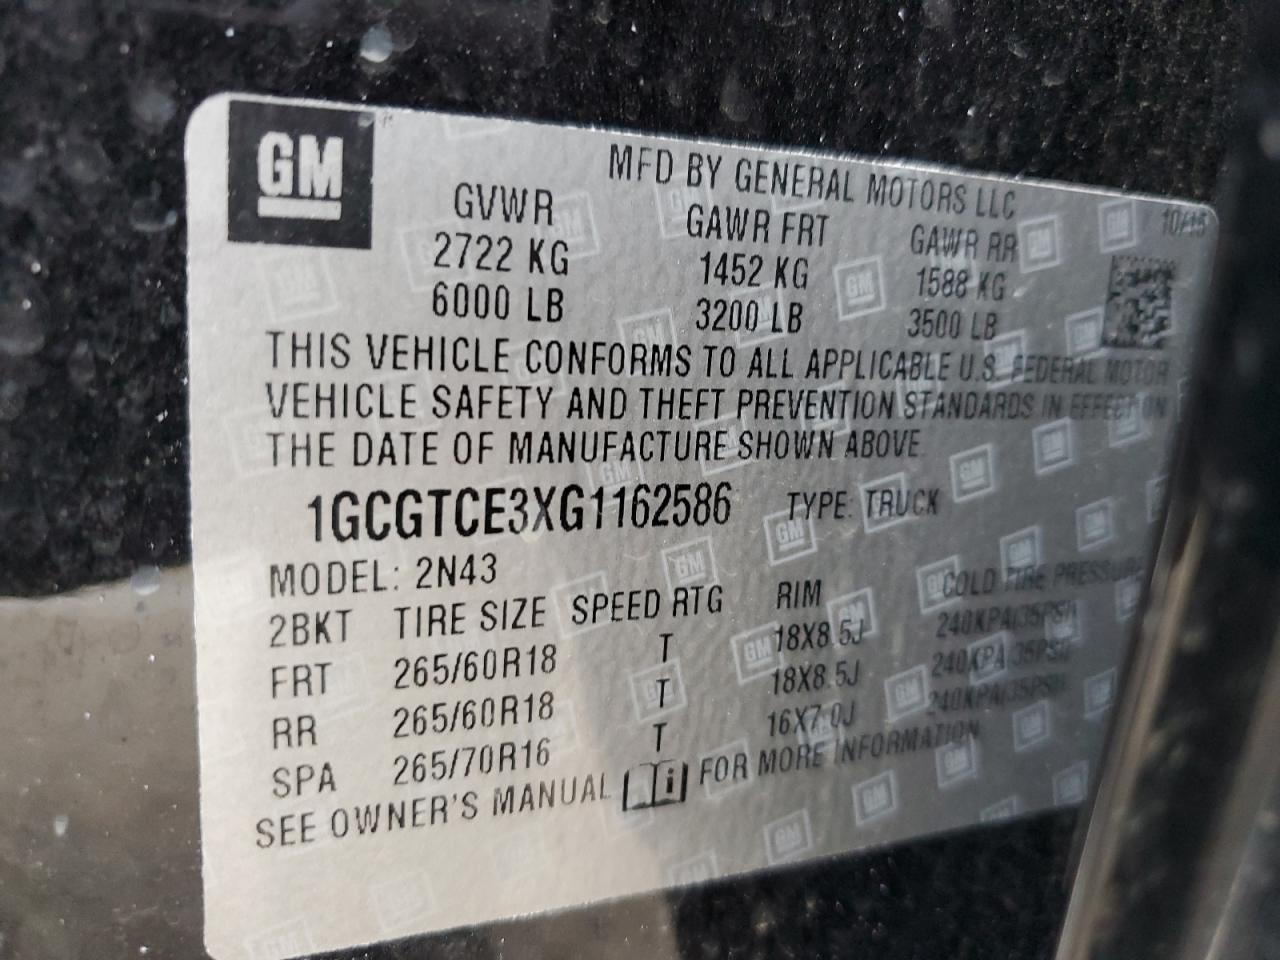 GM
MFD BY GENERAL MOTORS LLC
10/15
GVWR GAWR FRT GAWR RR
2722 KG 1452 KG 1588 KG
6000 LB 3200 LB 3500 LB
THIS VEHICLE CONFORMS TO ALL APPLICABLE U.S. FEDERAL MOTOR
VEHICLE SAFETY AND THEFT PREVENTION STANDARDS IN EFFECT ON
THE DATE OF MANUFACTURE SHOWN ABOVE.
1GCGTCE3XG1162586 TYPE: TRUCK
MODEL: 2N43
2BKT TIRE SIZE SPEED RTG RIM COLD TIRE PRESSURE
FRT 265/60R18 T 18X8.5J 240KPA/35PSI
RR 265/60R18 T 18X8.5J 240KPA/35PSI
SPA 265/70R16 T 16X7.0J 240KPA/35PSI
SEE OWNER'S MANUAL i FOR MORE INFORMATION